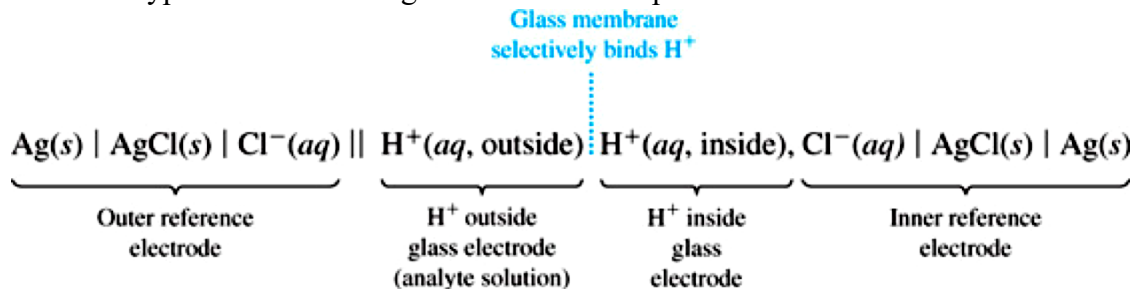 Glass membrane
selectively binds H⁺
Ag(s) | AgCl(s) | Cl⁻(aq) || H⁺(aq, outside) ⋮ H⁺(aq, inside), Cl⁻(aq) | AgCl(s) | Ag(s)
Outer reference
electrode
H⁺ outside
glass electrode
(analyte solution)
H⁺ inside
glass
electrode
Inner reference
electrode